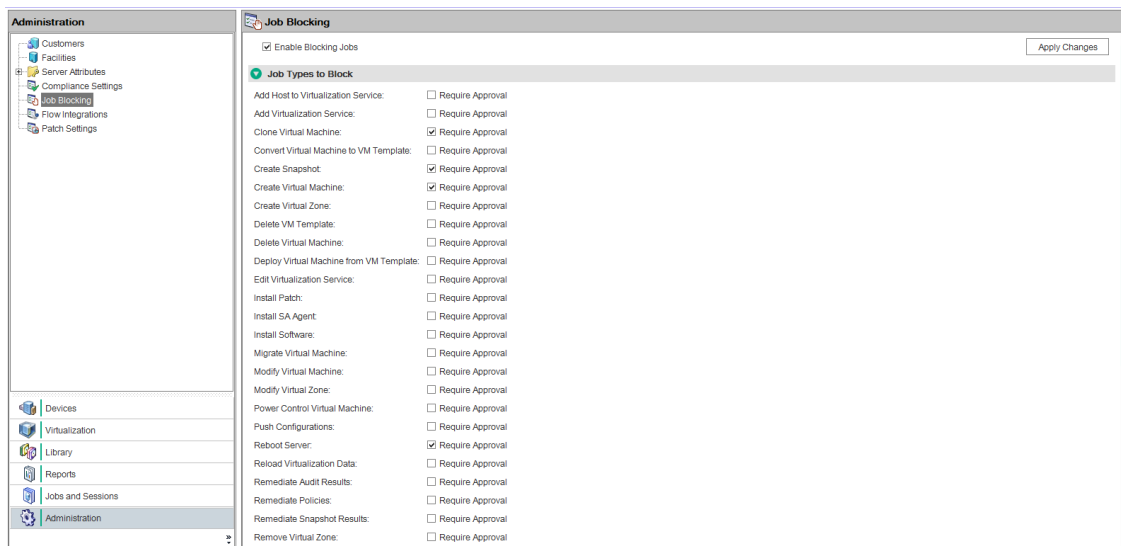 Administration
Customers
Facilities
Server Attributes
Compliance Settings
Job Blocking
Flow Integrations
Patch Settings
Devices
Virtualization
Library
Reports
Jobs and Sessions
Administration
Job Blocking
Enable Blocking Jobs
Apply Changes
Job Types to Block
Add Host to Virtualization Service: Require Approval
Add Virtualization Service: Require Approval
Clone Virtual Machine: Require Approval
Convert Virtual Machine to VM Template: Require Approval
Create Snapshot: Require Approval
Create Virtual Machine: Require Approval
Create Virtual Zone: Require Approval
Delete VM Template: Require Approval
Delete Virtual Machine: Require Approval
Deploy Virtual Machine from VM Template: Require Approval
Edit Virtualization Service: Require Approval
Install Patch: Require Approval
Install SA Agent: Require Approval
Install Software: Require Approval
Migrate Virtual Machine: Require Approval
Modify Virtual Machine: Require Approval
Modify Virtual Zone: Require Approval
Power Control Virtual Machine: Require Approval
Push Configurations: Require Approval
Reboot Server: Require Approval
Reload Virtualization Data: Require Approval
Remediate Audit Results: Require Approval
Remediate Policies: Require Approval
Remediate Snapshot Results: Require Approval
Remove Virtual Zone: Require Approval